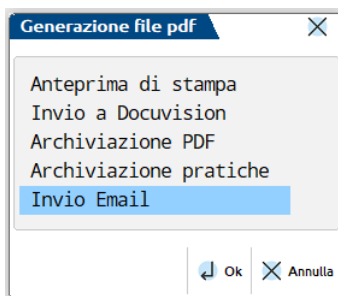 Generazione file pdf
Anteprima di stampa
Invio a Docuvision
Archiviazione PDF
Archiviazione pratiche
Invio Email
Ok Annulla